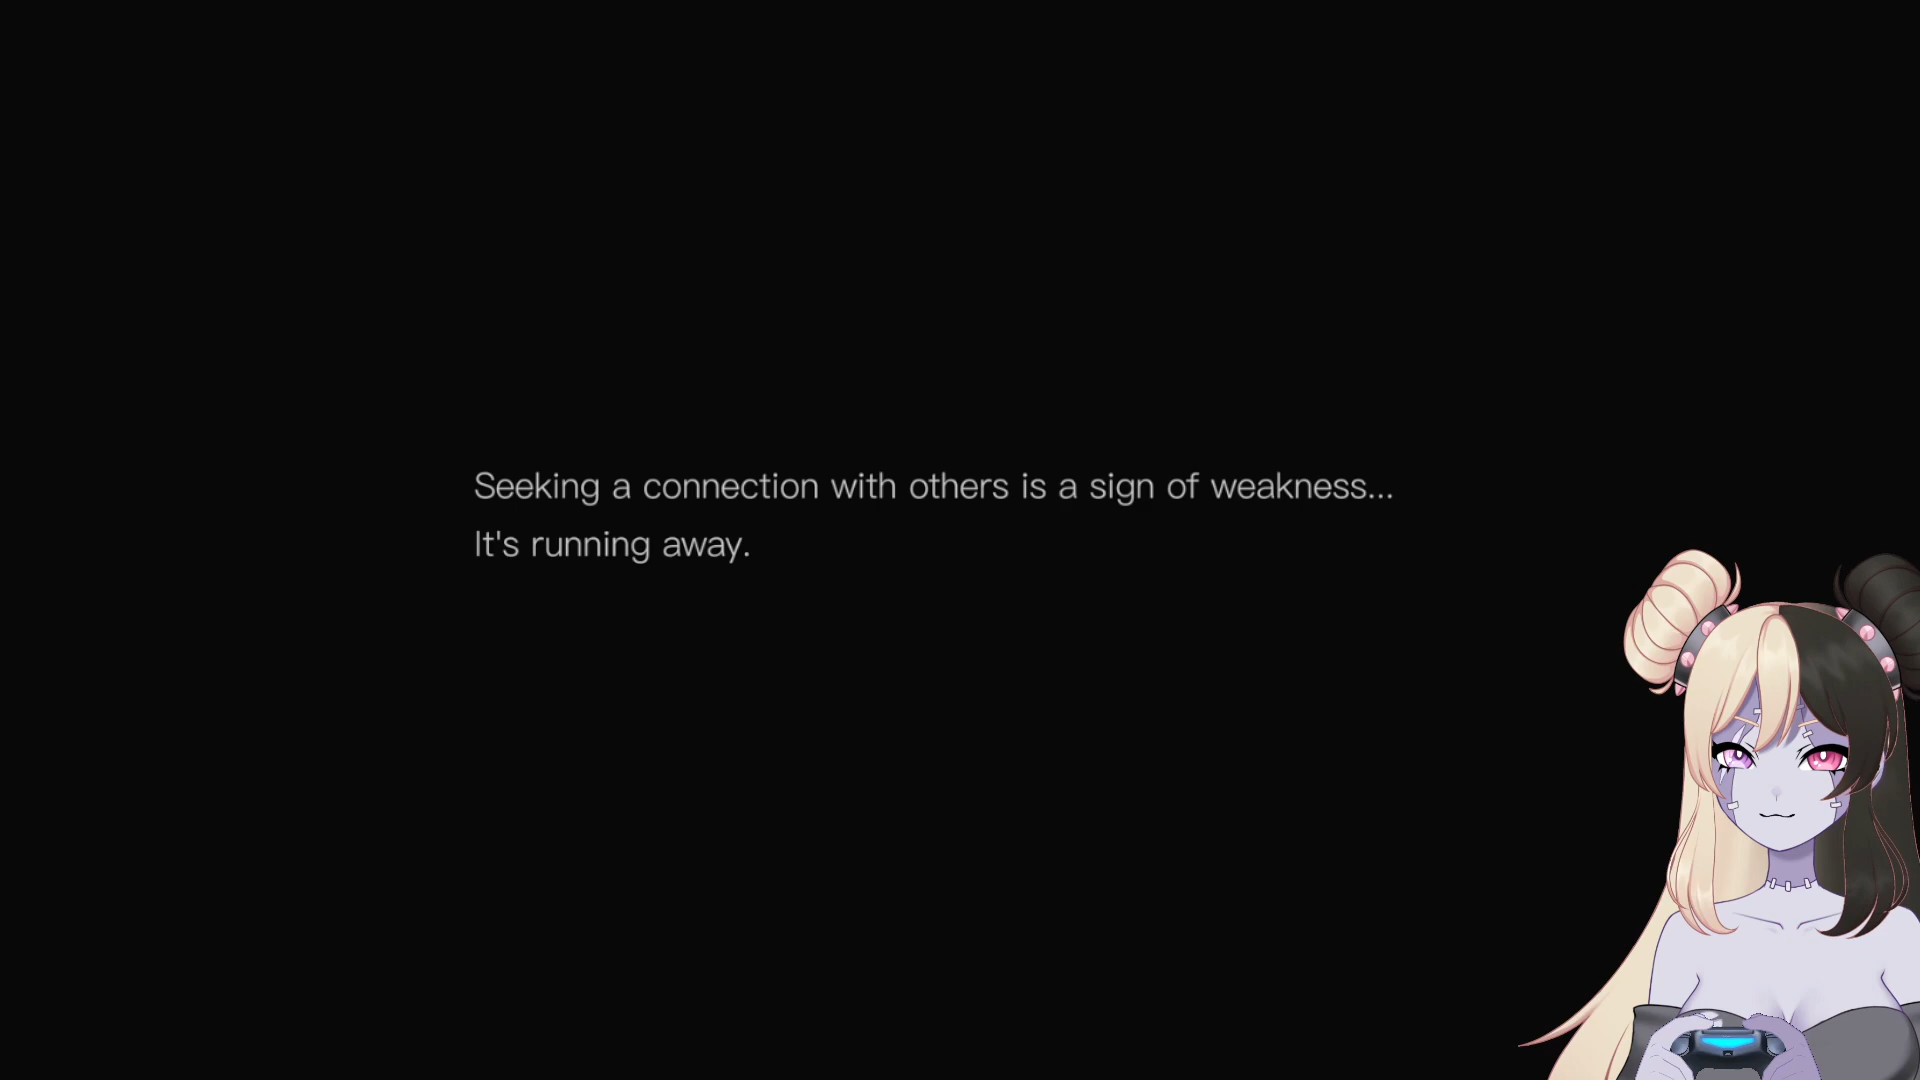 Seeking a connection with others is a sign of weakness...
It's running away.